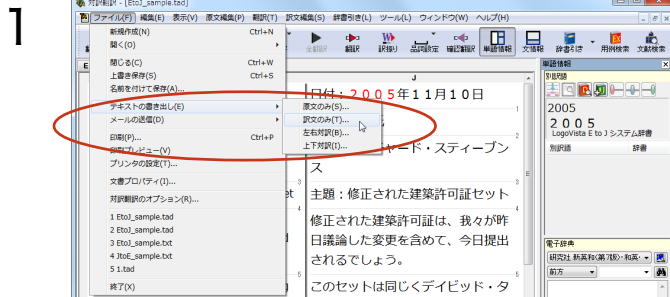 1
対訳翻訳 - [EtoJ_sample.tad]
ファイル(F) 編集(E) 表示(V) 原文編集(P) 翻訳(T) 訳文編集(S) 辞書引き(L) ツール(L) ウィンドウ(W) ヘルプ(H)
新規作成(N) Ctrl+N
開く(O)
閉じる(C) Ctrl+W
上書き保存(S) Ctrl+S
名前を付けて保存(A)...
テキストの書き出し(E)
メールの送信(D)
印刷(P)... Ctrl+P
印刷プレビュー(V)
プリンタの設定(T)...
文書プロパティ(I)...
対訳翻訳のオプション(R)...
1 EtoJ_sample.tad
2 EtoJ_sample.tad
3 EtoJ_sample.txt
4 JtoE_sample.txt
5 1.tad
終了(X)
原文のみ(S)...
訳文のみ(T)...
左右対訳(B)...
上下対訳(I)...
全翻訳 翻訳 訳振り 品詞設定 確認翻訳 単語情報 文情報 辞書引き 用例検索 文献検索
E
J
日付：２００５年１１月１０日
1
2
ャード・スティーブン
ス
3
et
主題：修正された建築許可証セット
4
修正された建築許可証は、我々が昨
日議論した変更を含めて、今日提出
されるでしょう。
5
このセットは同じくデイビッド・タ
単語情報
別訳語
2005
２００５
LogoVista E to J システム辞書
別訳語 辞書
電子辞典
研究社 新英和(第7版)・和英・
前方